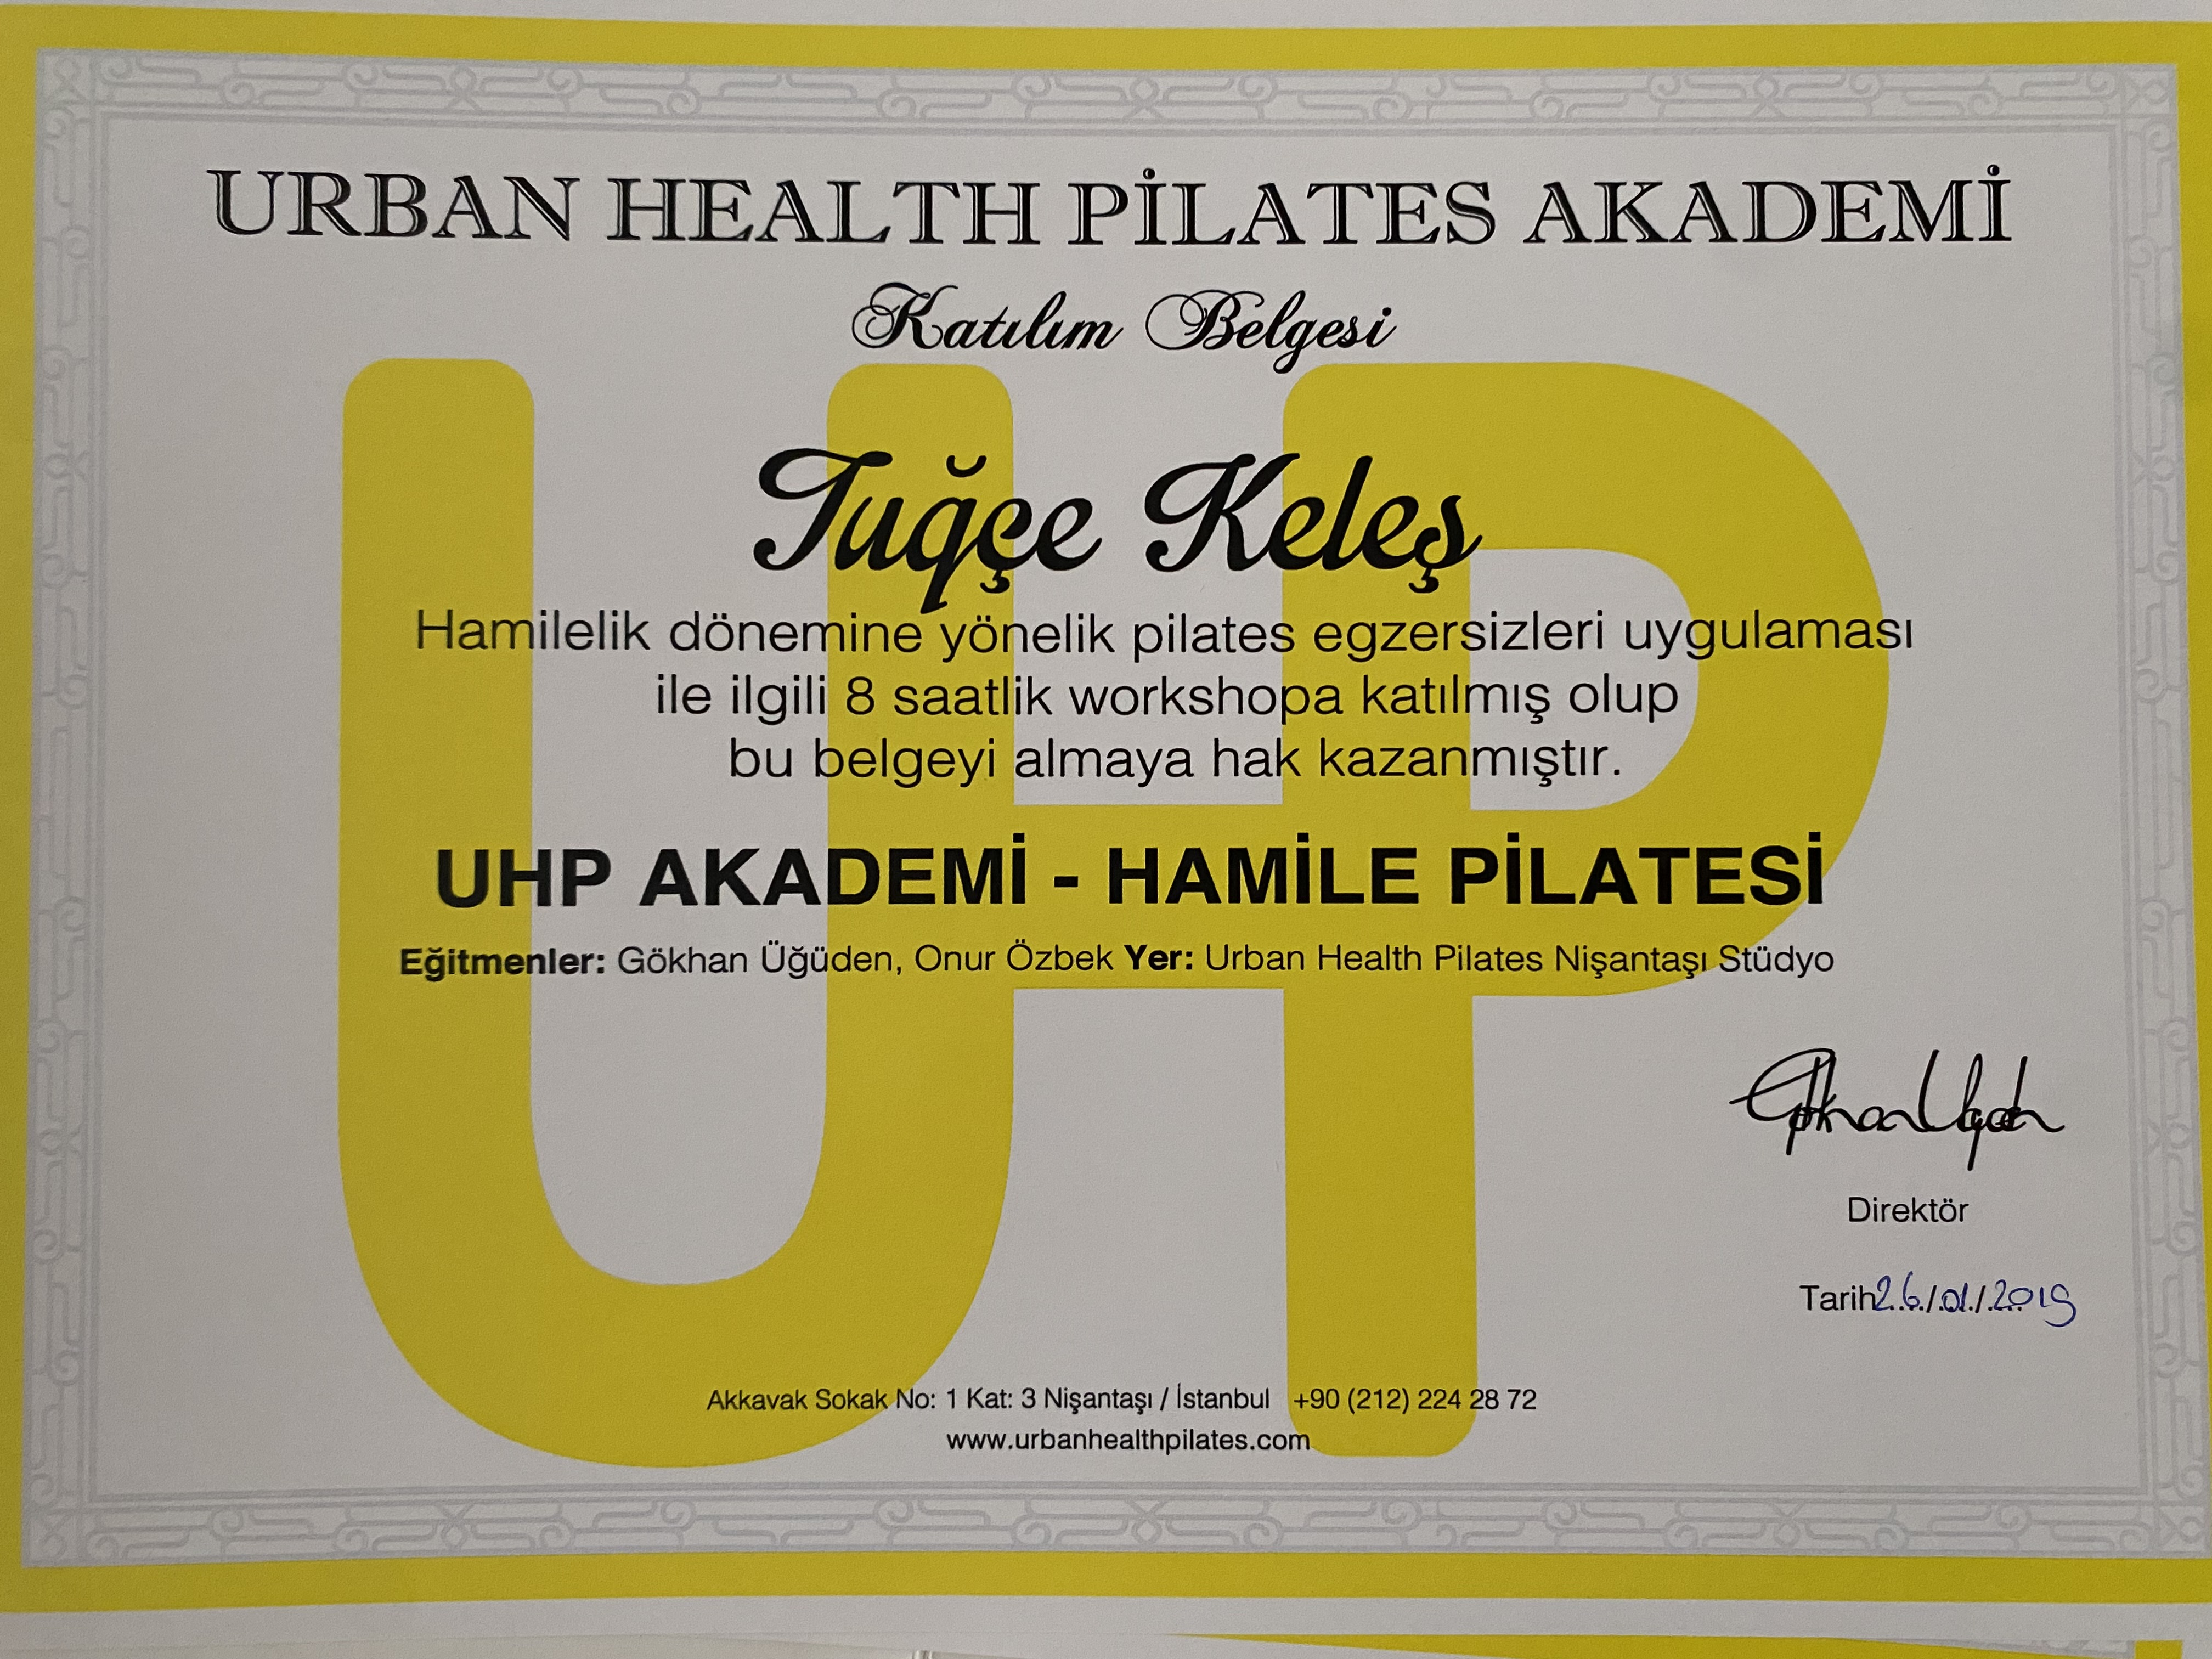 URBAN HEALTH PİLATES AKADEMİ
Katılım Belgesi
UHP
Tuğçe Keleş
Hamilelik dönemine yönelik pilates egzersizleri uygulaması
ile ilgili 8 saatlik workshopa katılmış olup
bu belgeyi almaya hak kazanmıştır.
UHP AKADEMİ - HAMİLE PİLATESİ
Eğitmenler: Gökhan Üğüden, Onur Özbek Yer: Urban Health Pilates Nişantaşı Stüdyo
Direktör
Tarih 26/01/2019
Akkavak Sokak No: 1 Kat: 3 Nişantaşı / İstanbul +90 (212) 224 28 72
www.urbanhealthpilates.com